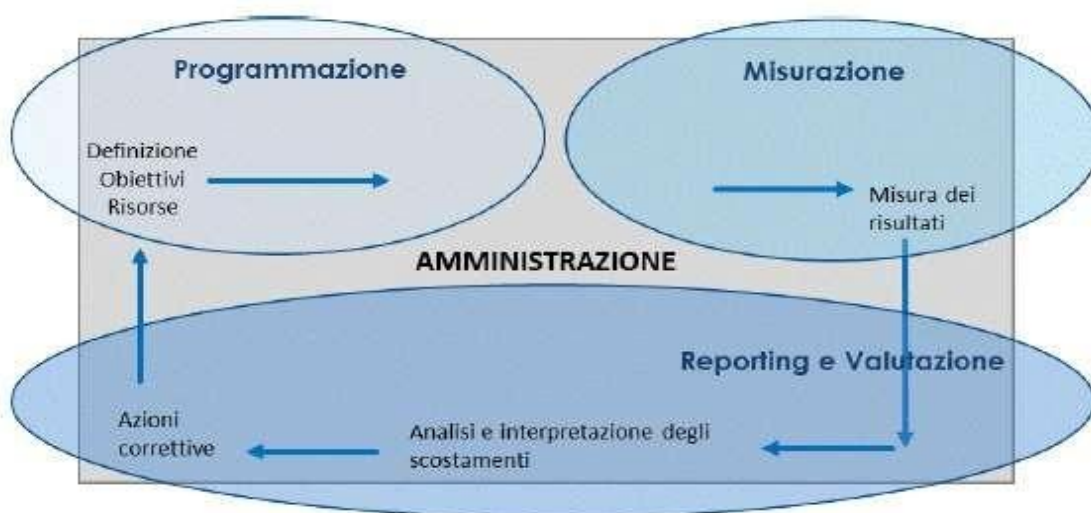 Programmazione
Misurazione
Definizione
Obiettivi
Risorse
Misura dei
risultati
AMMINISTRAZIONE
Reporting e Valutazione
Azioni
correttive
Analisi e interpretazione degli
scostamenti